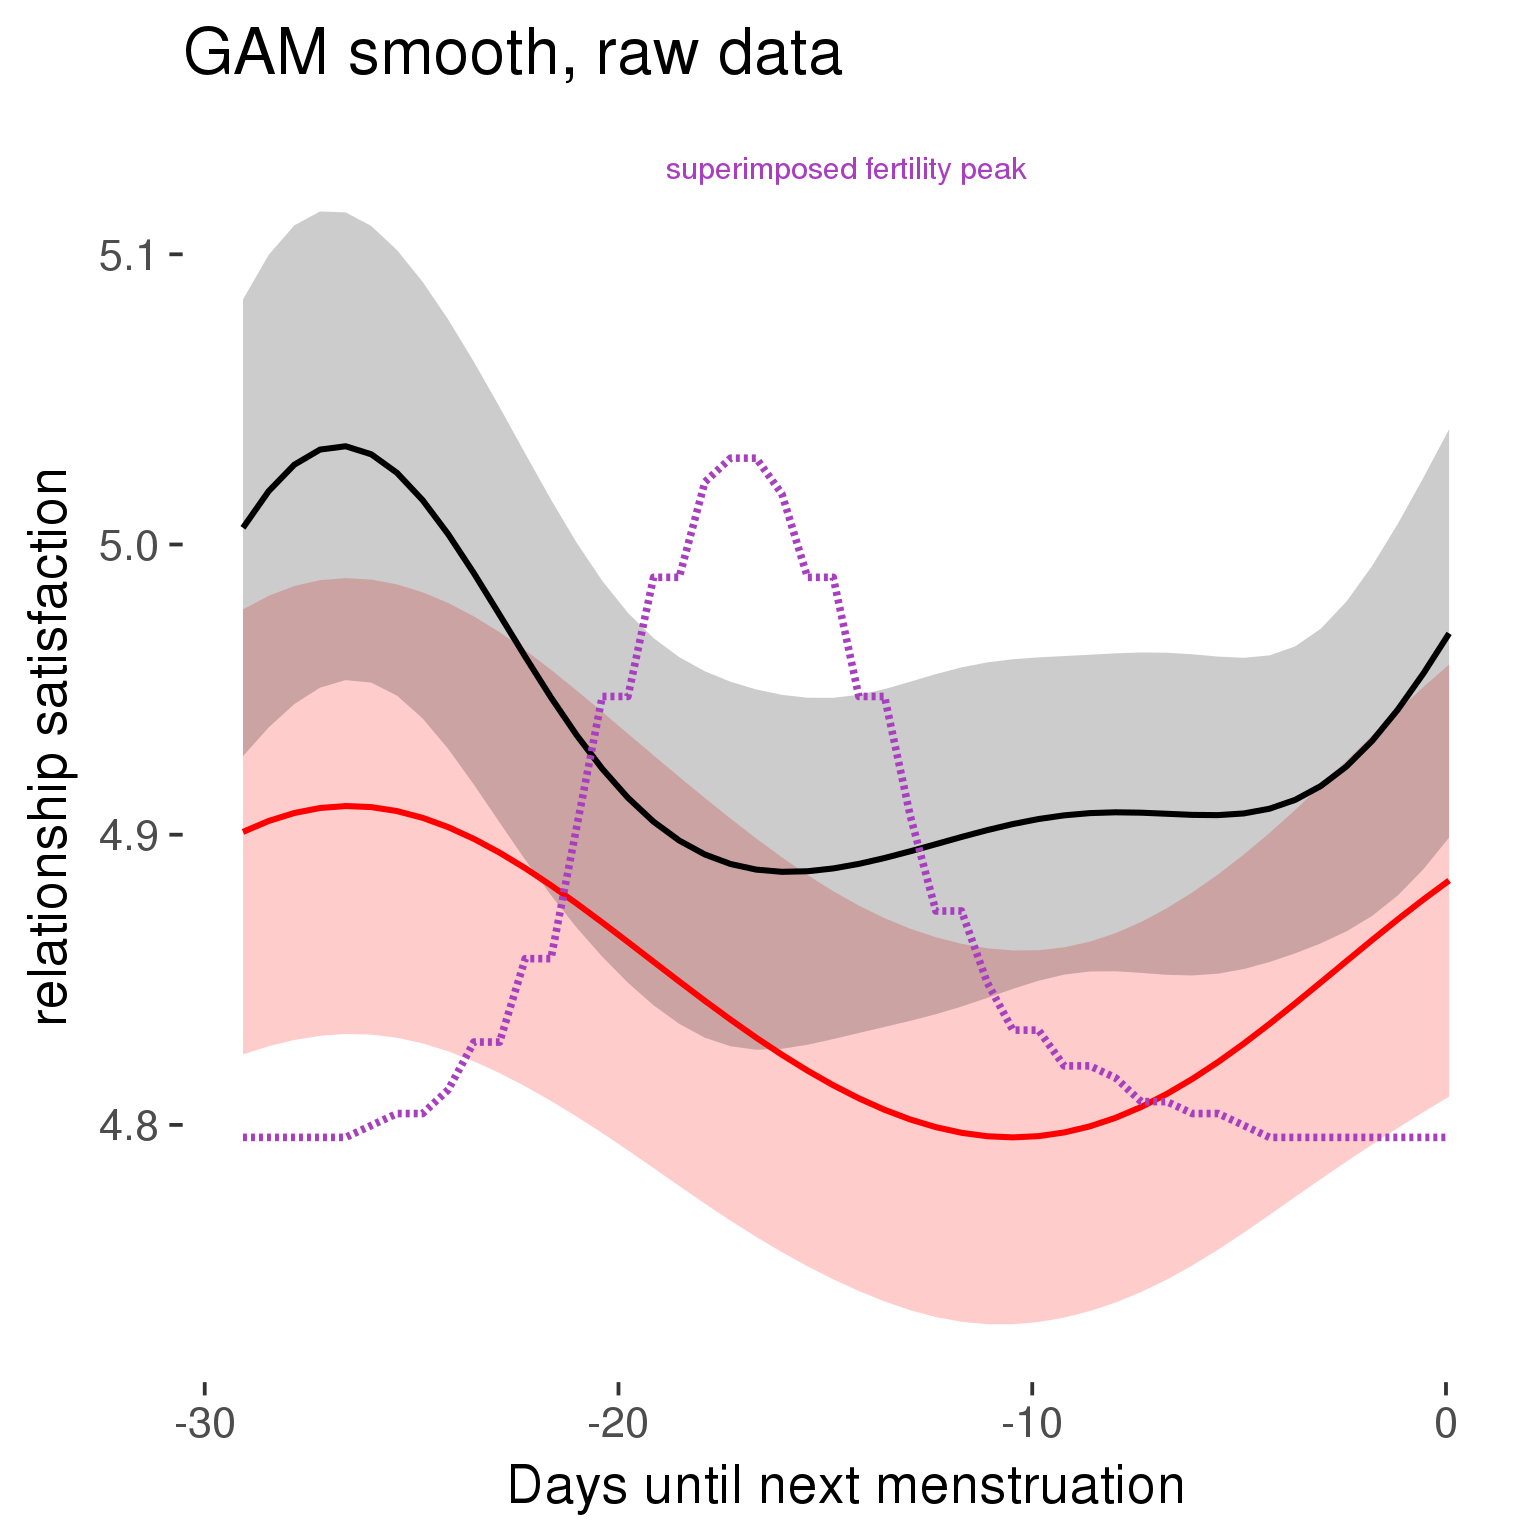 GAM smooth, raw data
superimposed fertility peak
5.1
5.0
4.9
4.8
relationship satisfaction
-30
-20
-10
0
Days until next menstruation